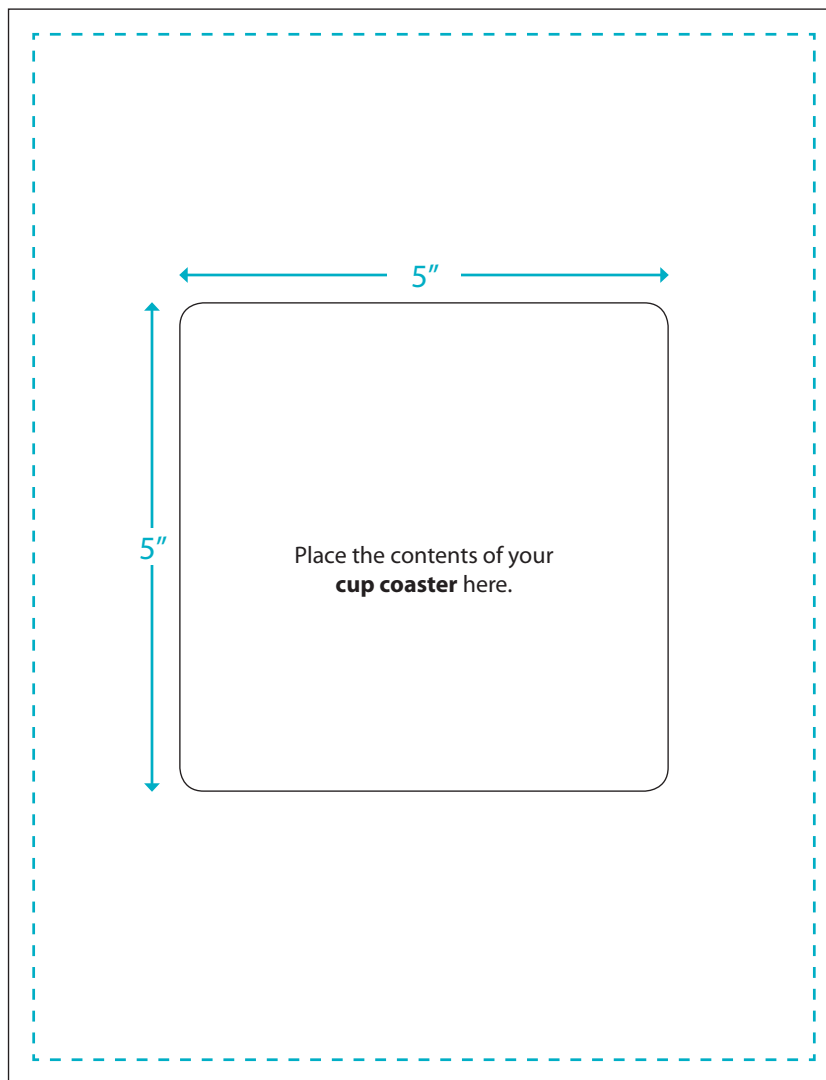 5”
5”
Place the contents of your
cup coaster here.